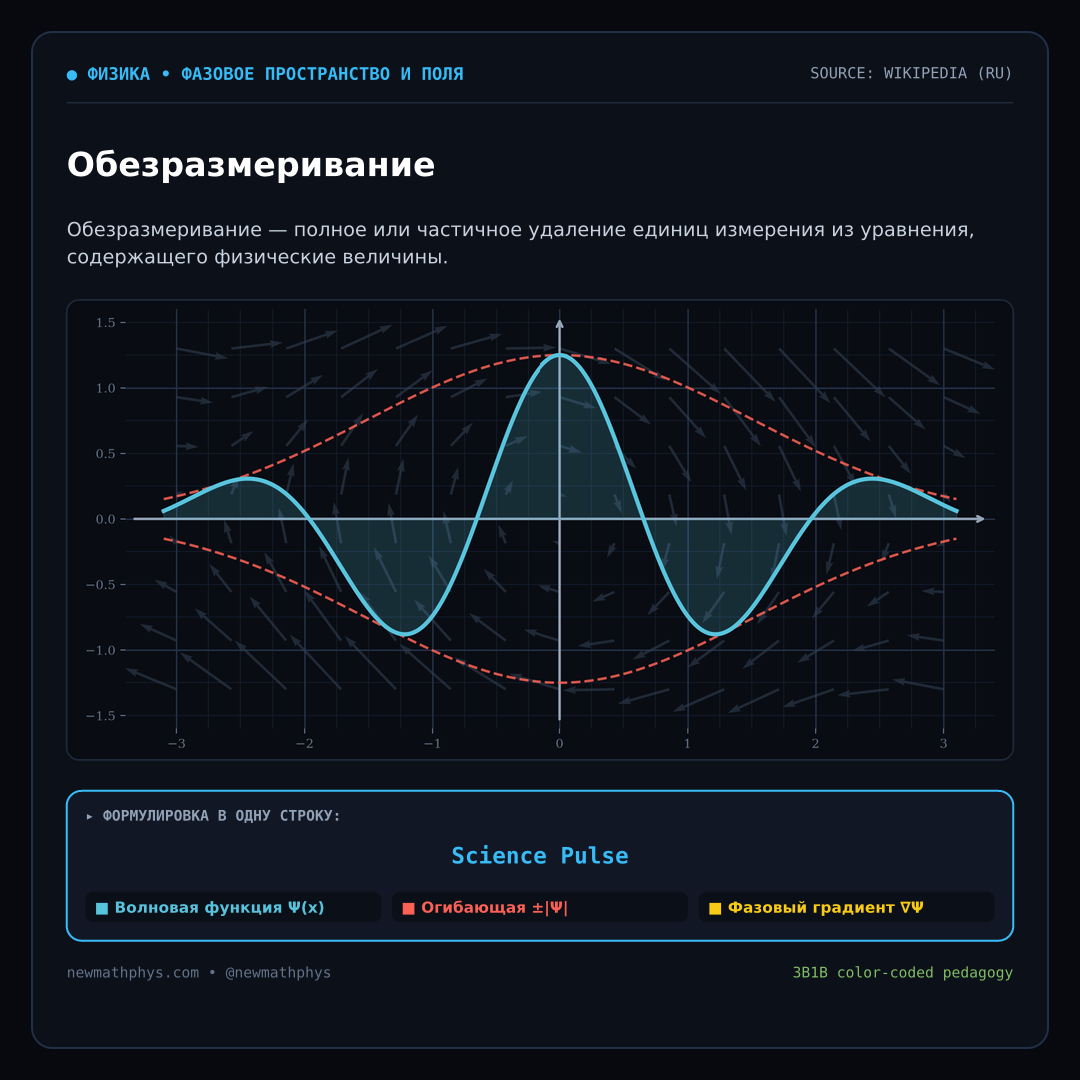 ● ФИЗИКА • ФАЗОВОЕ ПРОСТРАНСТВО И ПОЛЯ
SOURCE: WIKIPEDIA (RU)
Обезразмеривание
Обезразмеривание — полное или частичное удаление единиц измерения из уравнения,
содержащего физические величины.
1.5
1.0
0.5
0.0
−0.5
−1.0
−1.5
−3 −2 −1 0 1 2 3
▸ ФОРМУЛИРОВКА В ОДНУ СТРОКУ:
Science Pulse
■ Волновая функция Ψ(x) ■ Огибающая ±|Ψ| ■ Фазовый градиент ∇Ψ
newmathphys.com • @newmathphys
3B1B color-coded pedagogy